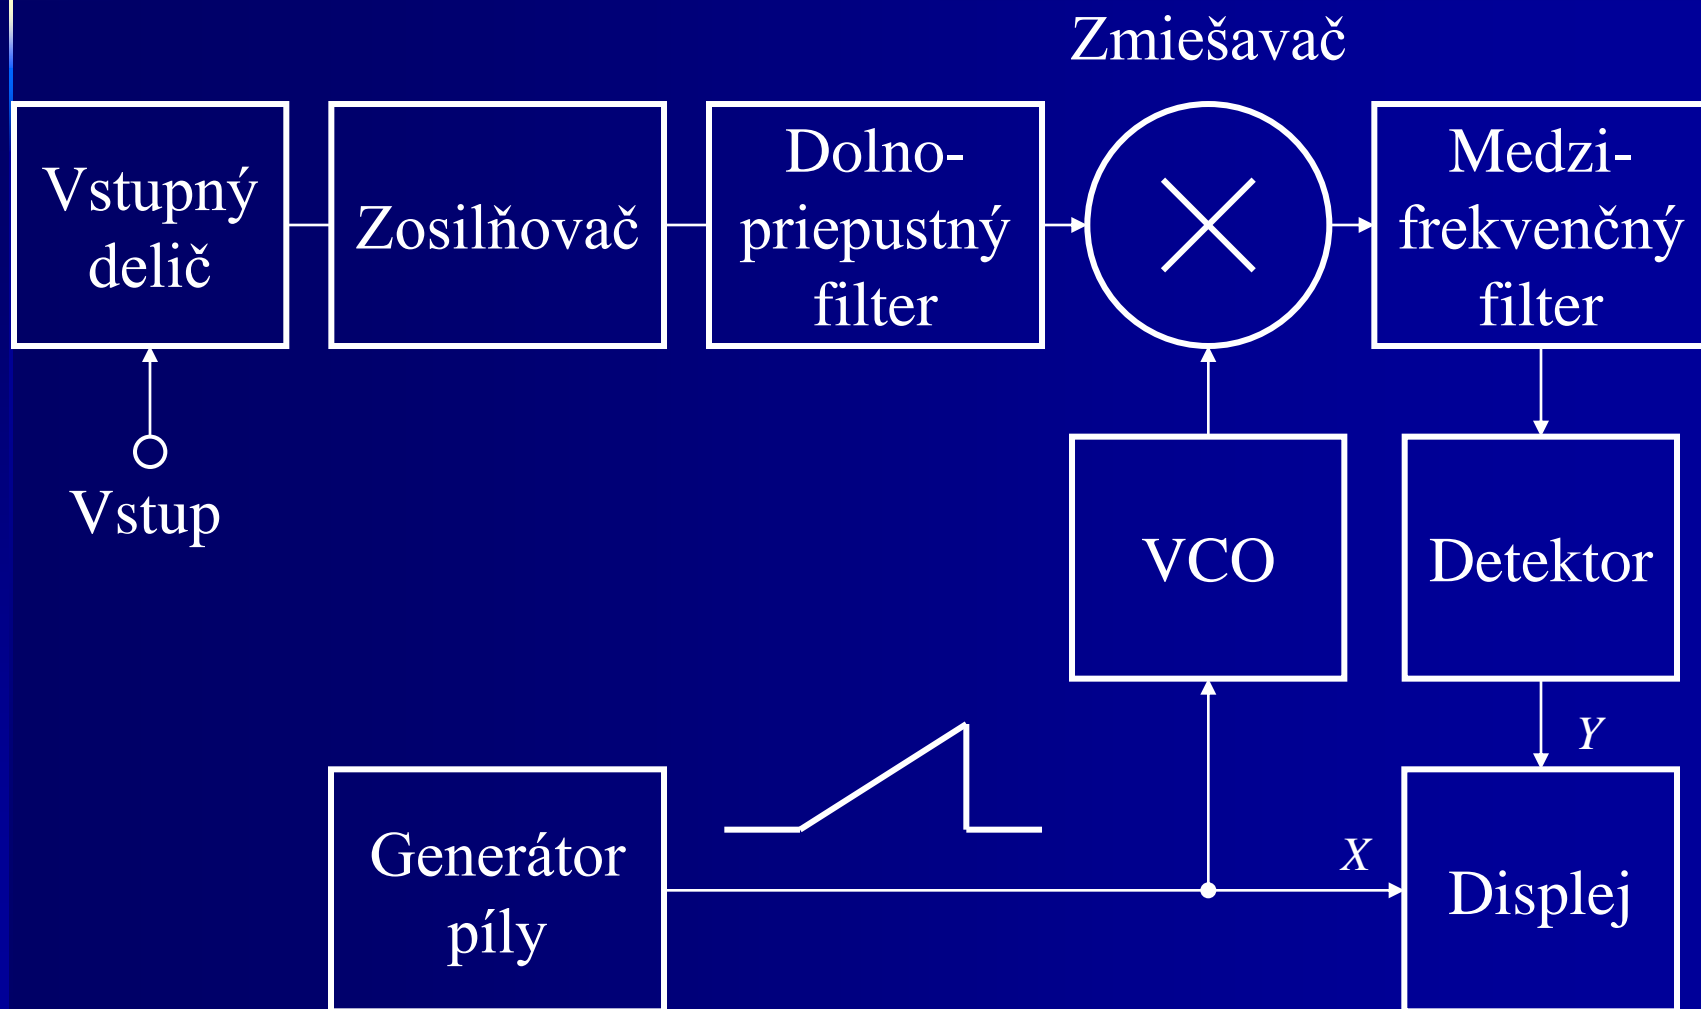 Zmiešavač
Vstupný
delič
Zosilňovač
Dolno-
priepustný
filter
Medzi-
frekvenčný
filter
Vstup
VCO
Detektor
Y
Generátor
píly
X
Displej